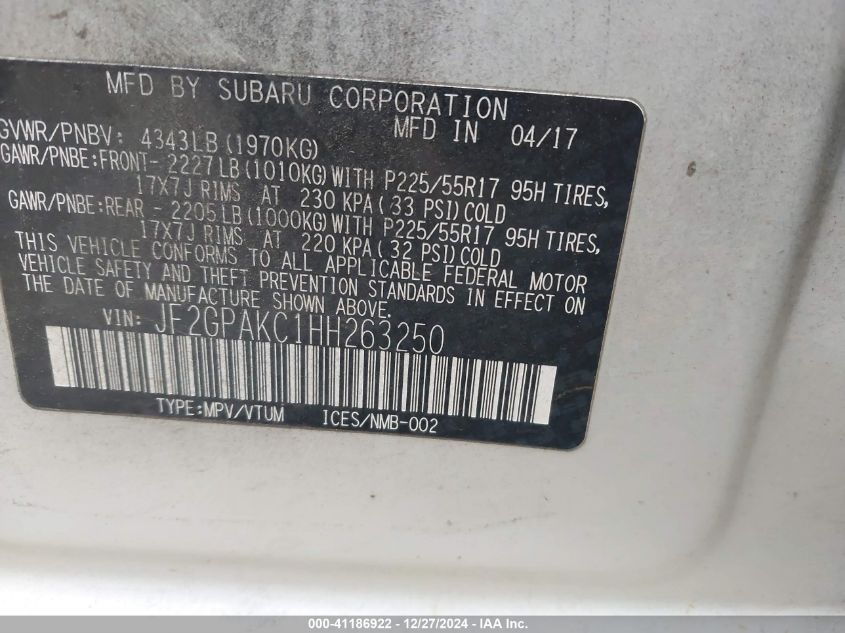 MFD BY SUBARU CORPORATION
MFD IN 04/17
GVWR/PNBV: 4343LB(1970KG)
GAWR/PNBE:FRONT- 2227LB(1010KG)WITH P225/55R17 95H TIRES,
17X7J RIMS AT 230 KPA(33 PSI)COLD
GAWR/PNBE:REAR - 2205LB(1000KG)WITH P225/55R17 95H TIRES,
17X7J RIMS AT 220 KPA(32 PSI)COLD
THIS VEHICLE CONFORMS TO ALL APPLICABLE FEDERAL MOTOR
VEHICLE SAFETY AND THEFT PREVENTION STANDARDS IN EFFECT ON
THE DATE OF MANUFACTURE SHOWN ABOVE.
VIN: JF2GPAKC1HH263250
TYPE:MPV/VTUM ICES/NMB-002
000-41186922 - 12/27/2024 - IAA Inc.